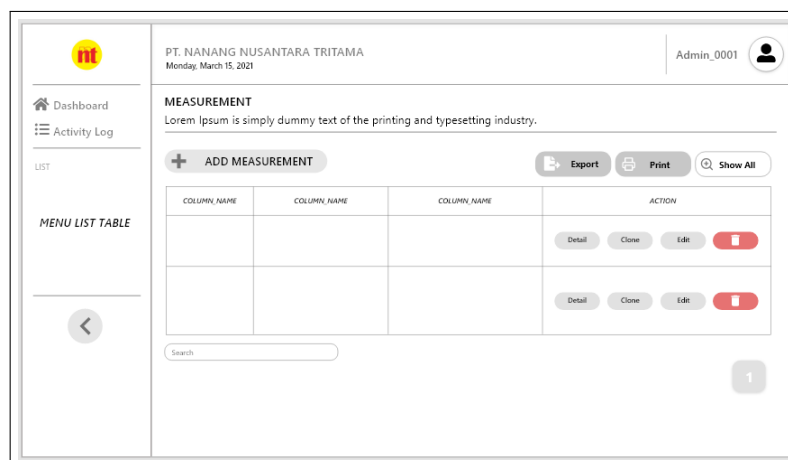 nt
PT. NANANG NUSANTARA TRITAMA
Monday, March 15, 2021
Admin_0001
Dashboard
Activity Log
LIST
MENU LIST TABLE
MEASUREMENT
Lorem Ipsum is simply dummy text of the printing and typesetting industry.
ADD MEASUREMENT
Export
Print
Show All
COLUMN_NAME COLUMN_NAME COLUMN_NAME ACTION
Detail Clone Edit
Detail Clone Edit
Search
1